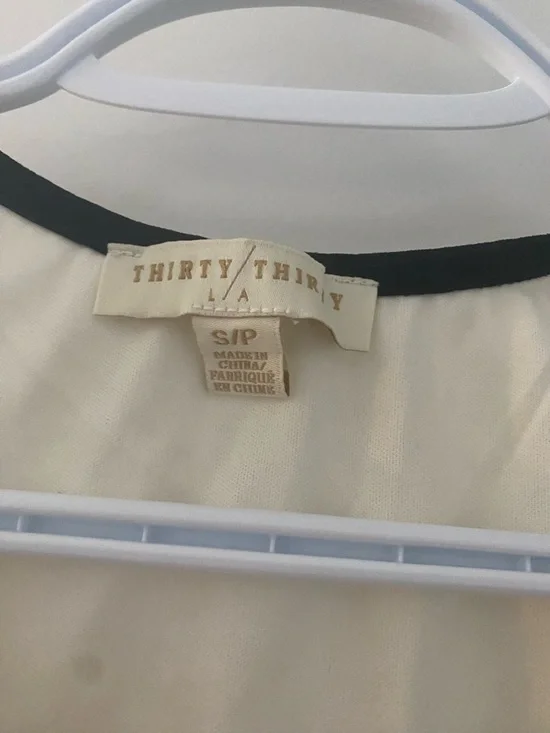 THIRTY/THIRTY
L/A
S/P
MADE IN
CHINA/
FABRIQUÉ
EN CHINE